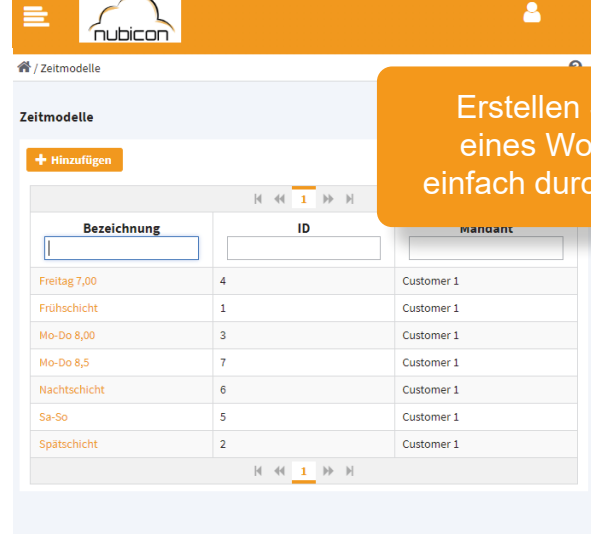 nubicon
/ Zeitmodelle
Zeitmodelle
Erstellen
eines
einfach
+ Hinzufügen
1
Bezeichnung ID Mandant
Freitag 7,00 4 Customer 1
Frühschicht 1 Customer 1
Mo-Do 8,00 3 Customer 1
Mo-Do 8,5 7 Customer 1
Nachtschicht 6 Customer 1
Sa-So 5 Customer 1
Spätschicht 2 Customer 1
1